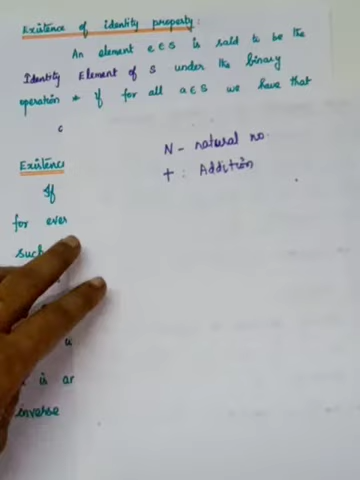 Existence of identity property:
An element e ∈ S is said to be the
Identity Element of S under the binary
operation * if for all a ∈ S we have that
c
N - natural no.
+ : Addition
Existence
If
for ever
such
is an
inverse